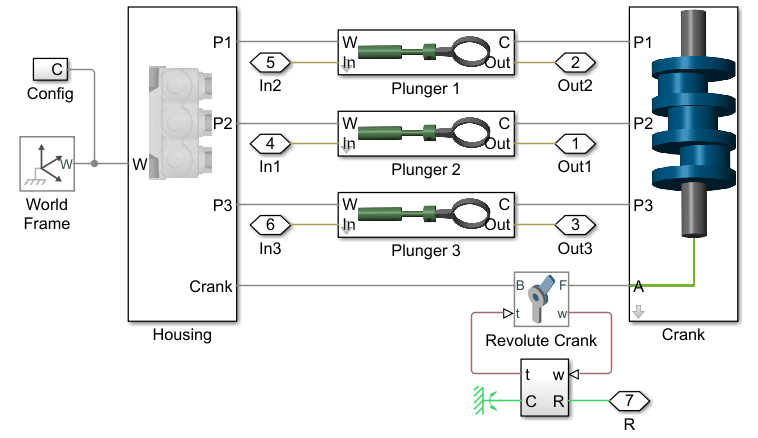 P1
W
C
P1
C
5
In
Out
2
Config
In2
Plunger 1
Out2
P2
W
C
P2
4
In
Out
1
W
W
In1
Plunger 2
Out1
World
Frame
P3
W
C
P3
6
In
Out
3
In3
Plunger 3
Out3
Crank
B
F
A
t
w
Housing
Revolute Crank
Crank
t
w
C
R
7
R